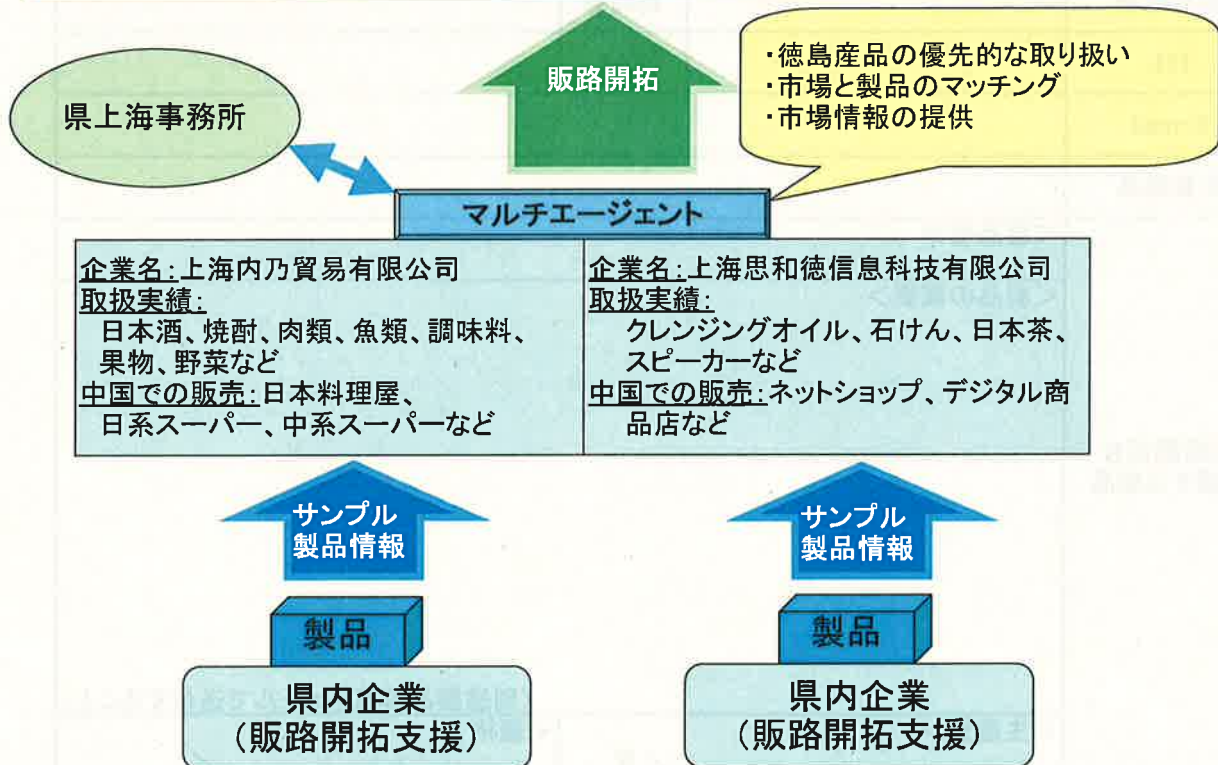 販路開拓
・徳島産品の優先的な取り扱い
・市場と製品のマッチング
・市場情報の提供
県上海事務所
マルチエージェント
企業名:上海内乃貿易有限公司
取扱実績:
日本酒、焼酎、肉類、魚類、調味料、
果物、野菜など
中国での販売:日本料理屋、
日系スーパー、中系スーパーなど
企業名:上海思和徳信息科技有限公司
取扱実績:
クレンジングオイル、石けん、日本茶、
スピーカーなど
中国での販売:ネットショップ、デジタル商
品店など
サンプル
製品情報
サンプル
製品情報
製品
製品
県内企業
(販路開拓支援)
県内企業
(販路開拓支援)